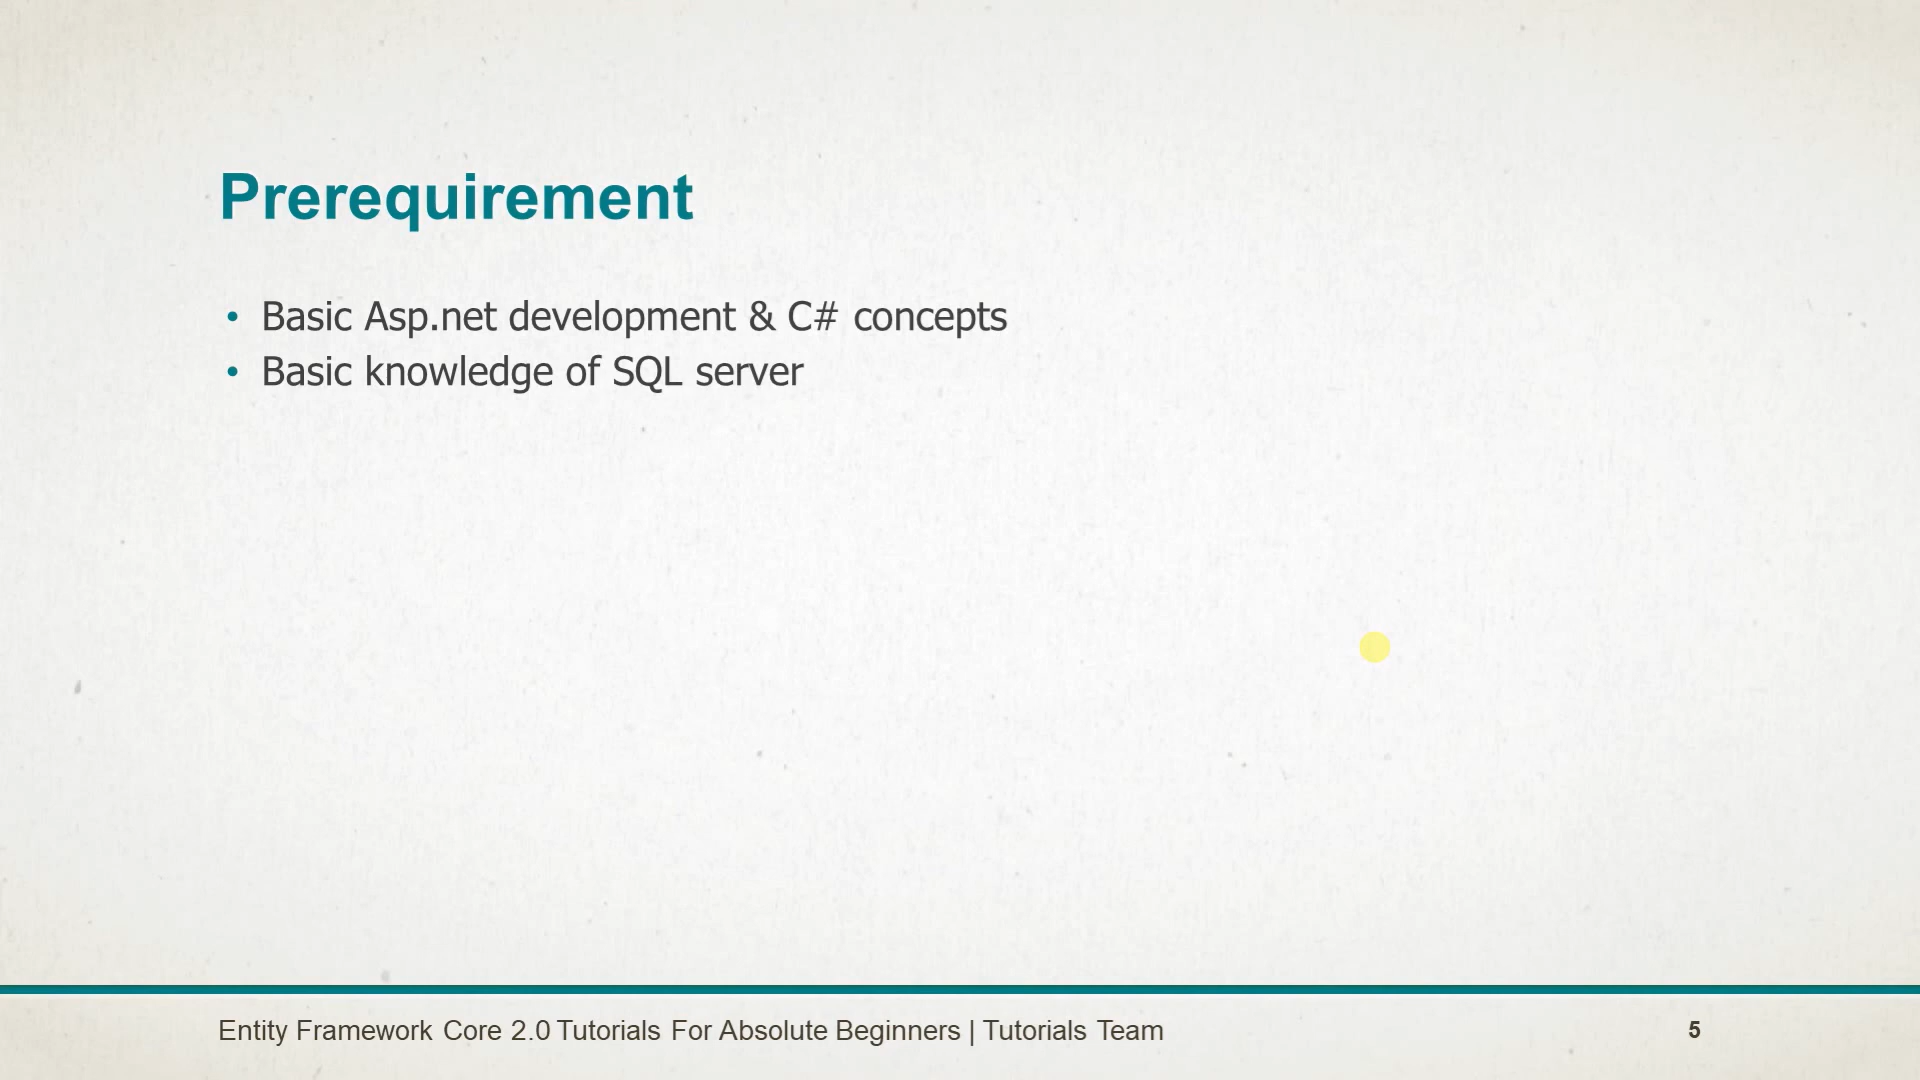 Prerequirement
• Basic Asp.net development & C# concepts
• Basic knowledge of SQL server
Entity Framework Core 2.0 Tutorials For Absolute Beginners | Tutorials Team
5